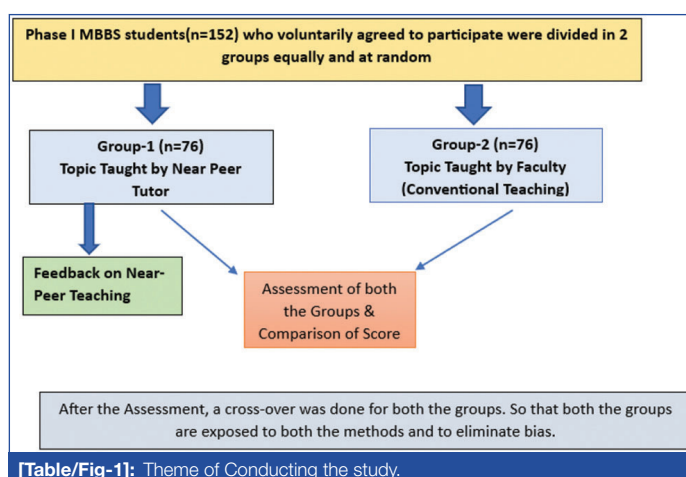 Phase I MBBS students(n=152) who voluntarily agreed to participate were divided in 2
groups equally and at random
Group-1 (n=76)
Topic Taught by Near Peer
Tutor
Group-2 (n=76)
Topic Taught by Faculty
(Conventional Teaching)
Feedback on Near-
Peer Teaching
Assessment of both
the Groups &
Comparison of Score
After the Assessment, a cross-over was done for both the groups. So that both the groups
are exposed to both the methods and to eliminate bias.
[Table/Fig-1]: Theme of Conducting the study.